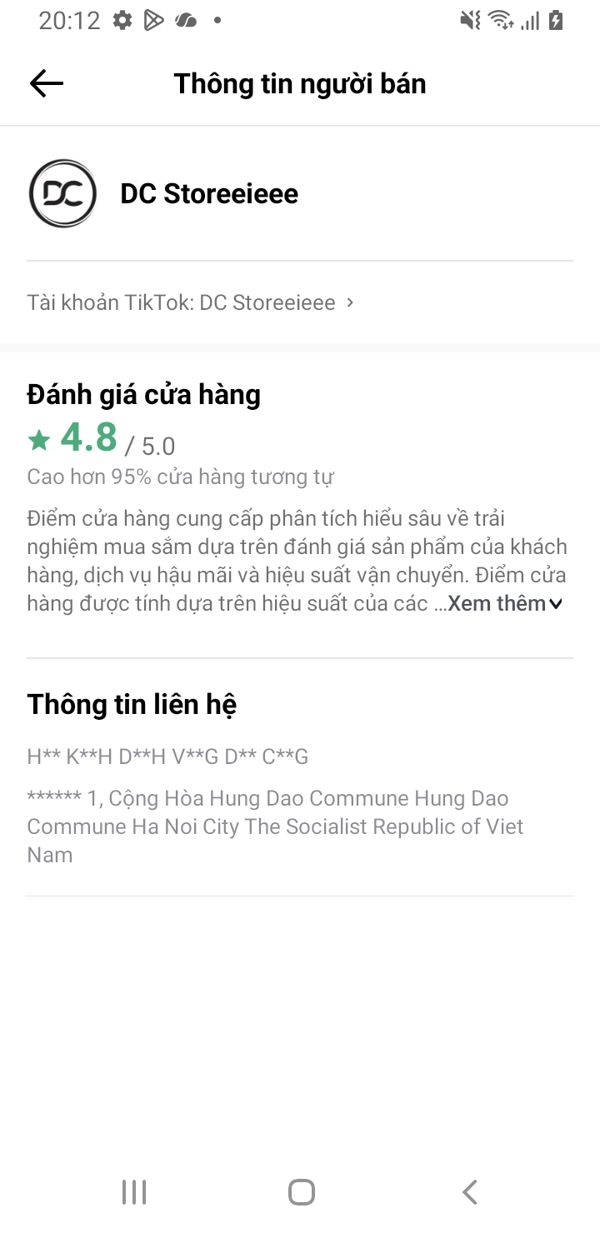 20:12
Thông tin người bán
DC
DC Storeeieee
Tài khoản TikTok: DC Storeeieee
Đánh giá cửa hàng
4.8 / 5.0
Cao hơn 95% cửa hàng tương tự
Điểm cửa hàng cung cấp phân tích hiểu sâu về trải
nghiệm mua sắm dựa trên đánh giá sản phẩm của khách
hàng, dịch vụ hậu mãi và hiệu suất vận chuyển. Điểm cửa
hàng được tính dựa trên hiệu suất của các ...Xem thêm
Thông tin liên hệ
H** K**H D**H V**G D** C**G
****** 1, Cộng Hòa Hung Dao Commune Hung Dao
Commune Ha Noi City The Socialist Republic of Viet
Nam